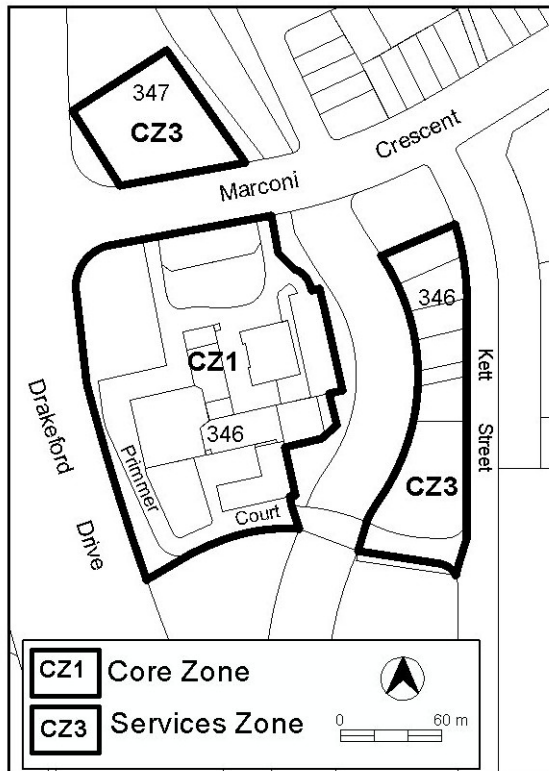 347
CZ3
Marconi Crescent
346
CZ1
Kett Street
346
Drakeford Drive
Primmer Court
CZ3
CZ1 Core Zone
CZ3 Services Zone
0 60 m